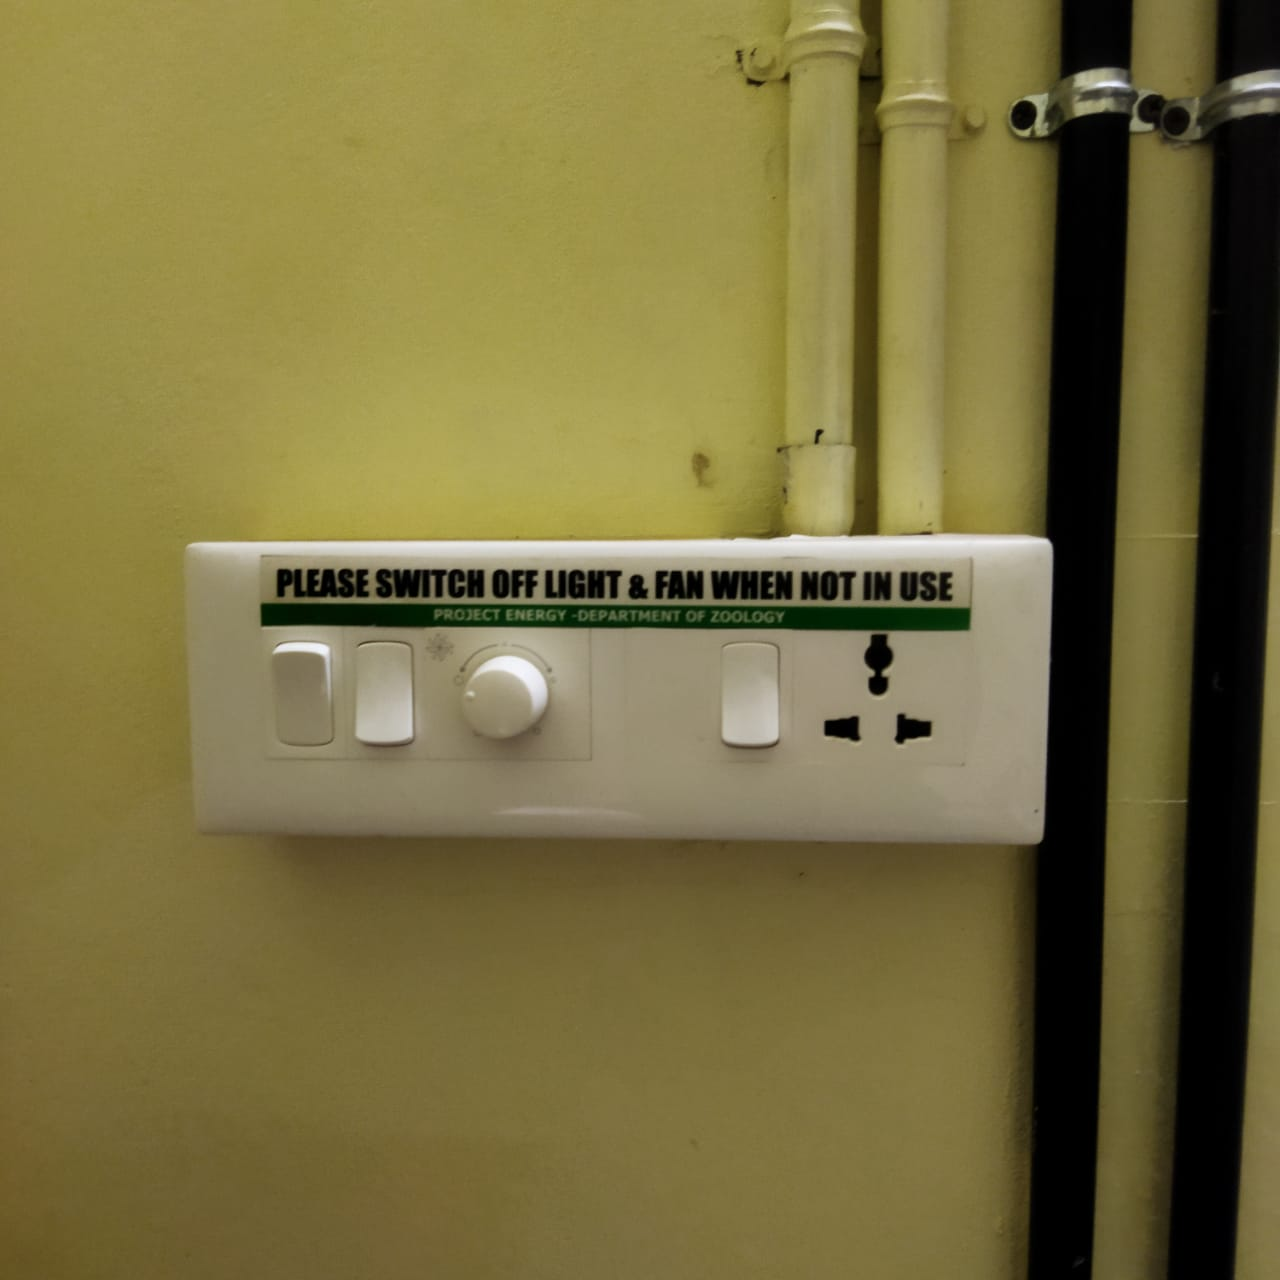 PLEASE SWITCH OFF LIGHT & FAN WHEN NOT IN USE
PROJECT ENERGY -DEPARTMENT OF ZOOLOGY